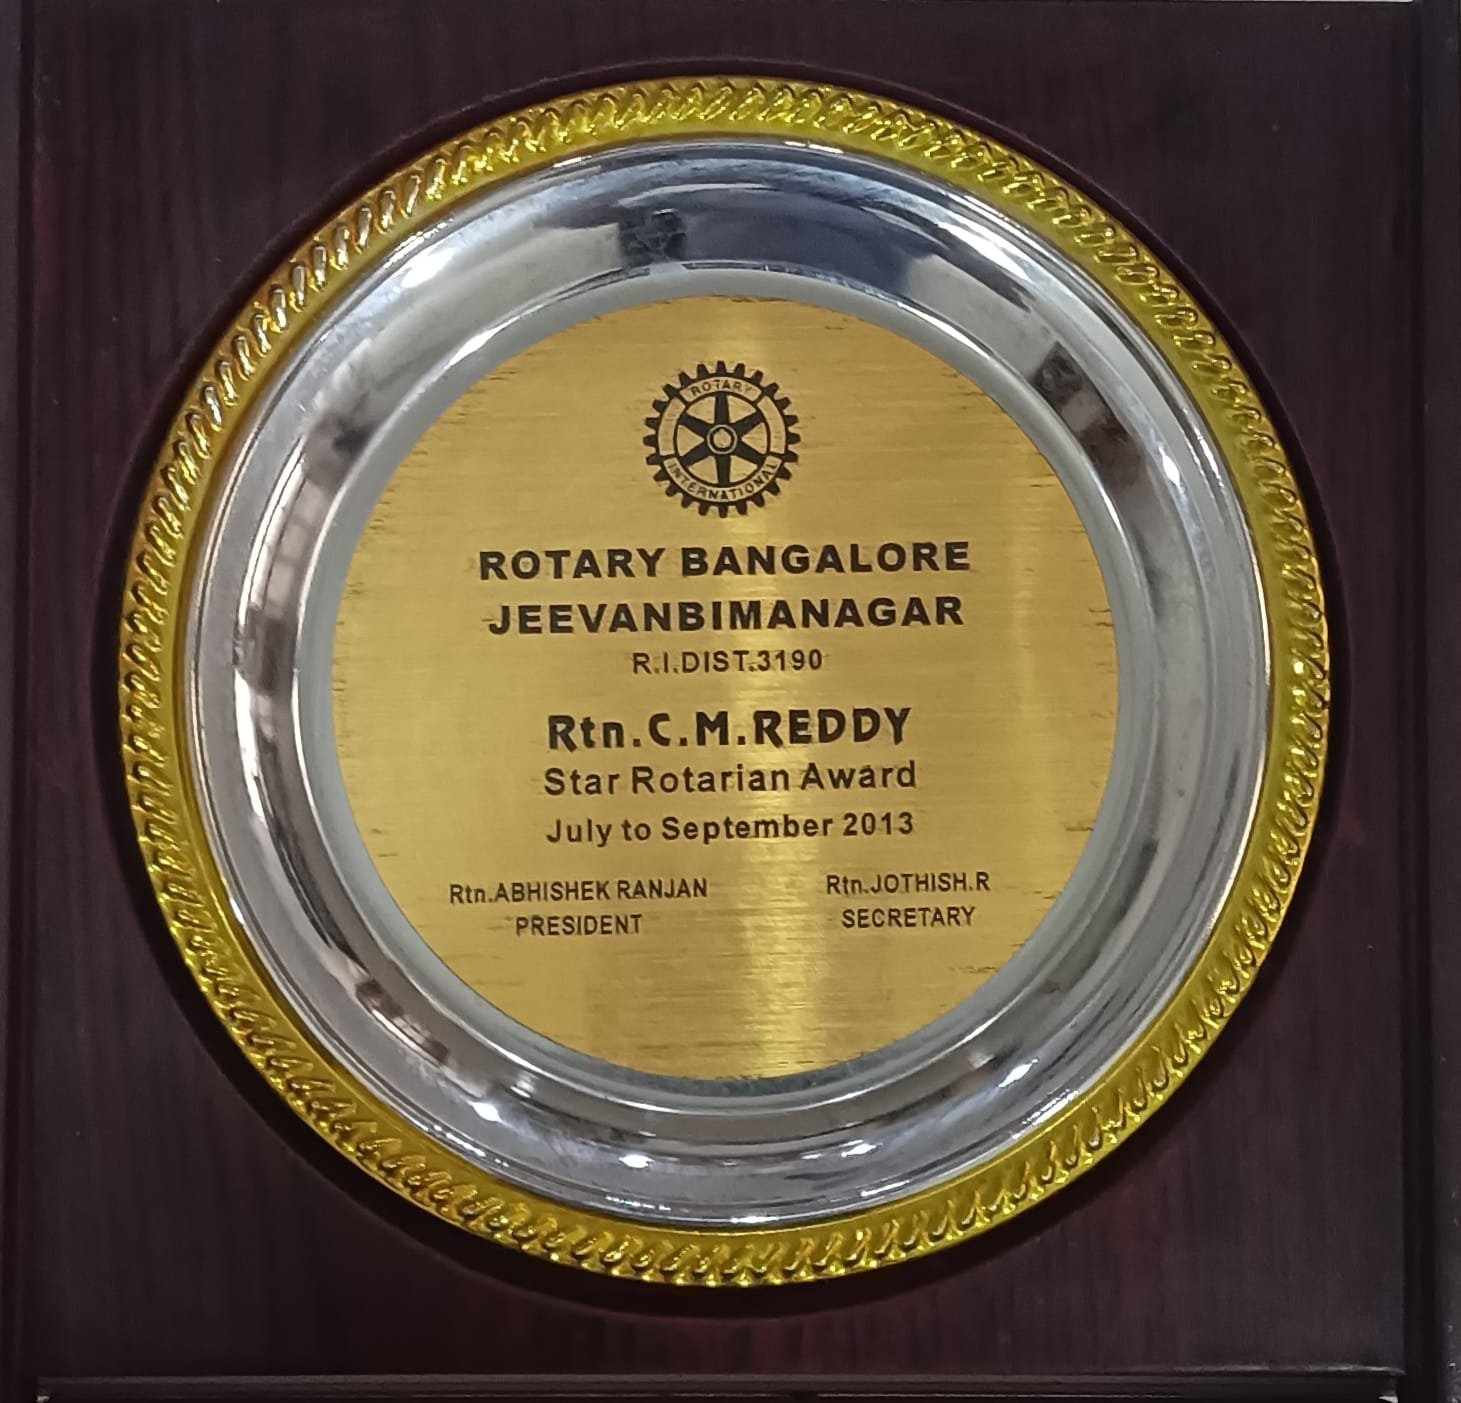 ROTARY
INTERNATIONAL
ROTARY BANGALORE
JEEVANBIMANAGAR
R.I.DIST.3190
Rtn.C.M.REDDY
Star Rotarian Award
July to September 2013
Rtn.ABHISHEK RANJAN
PRESIDENT
Rtn.JOTHISH.R
SECRETARY